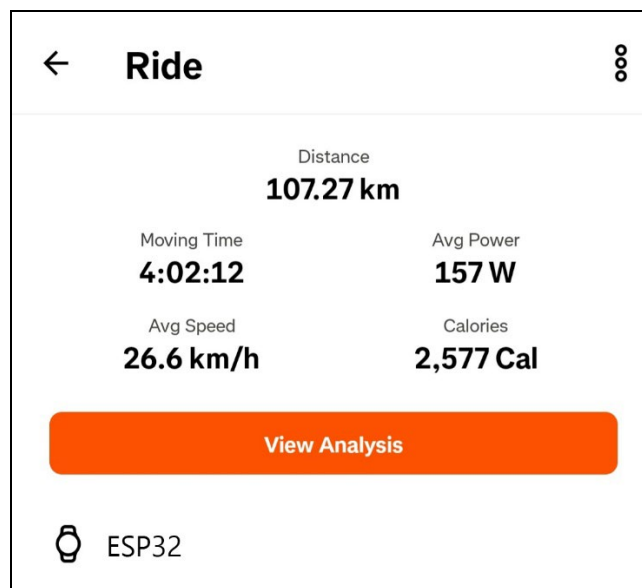 Ride
Distance
107.27 km
Moving Time
Avg Power
4:02:12
157 W
Avg Speed
Calories
26.6 km/h
2,577 Cal
View Analysis
ESP32